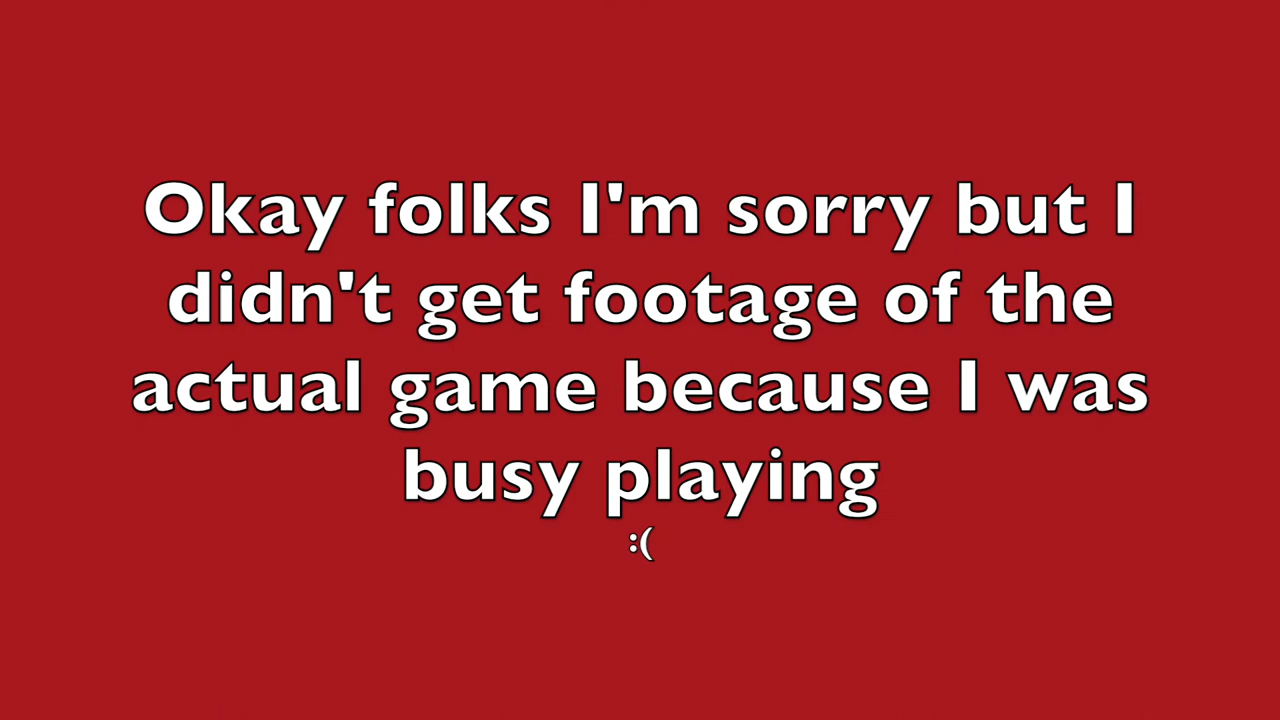 Okay folks I'm sorry but I
didn't get footage of the
actual game because I was
busy playing
:(